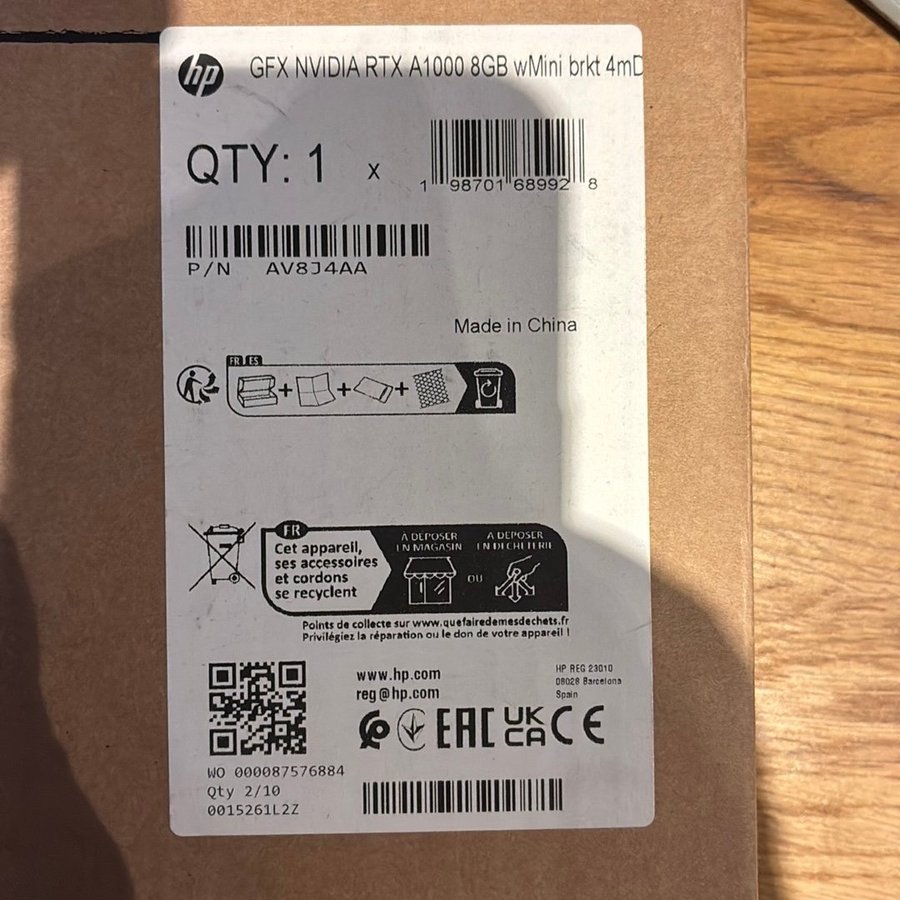 hp
GFX NVIDIA RTX A1000 8GB wMini brkt 4mD
QTY: 1 x
1 98701 68992 8
P/N AV8J4AA
Made in China
FR ES
FR
Cet appareil,
ses accessoires
et cordons
se recyclent
À DÉPOSER
EN MAGASIN
OU
À DÉPOSER
EN DÉCHÈTERIE
Points de collecte sur www.quefairedemesdechets.fr
Privilégiez la réparation ou le don de votre appareil !
www.hp.com
reg@hp.com
HP REG 23010
08028 Barcelona
Spain
EAC UK CA CE
WO 000087576884
Qty 2/10
0015261L2Z